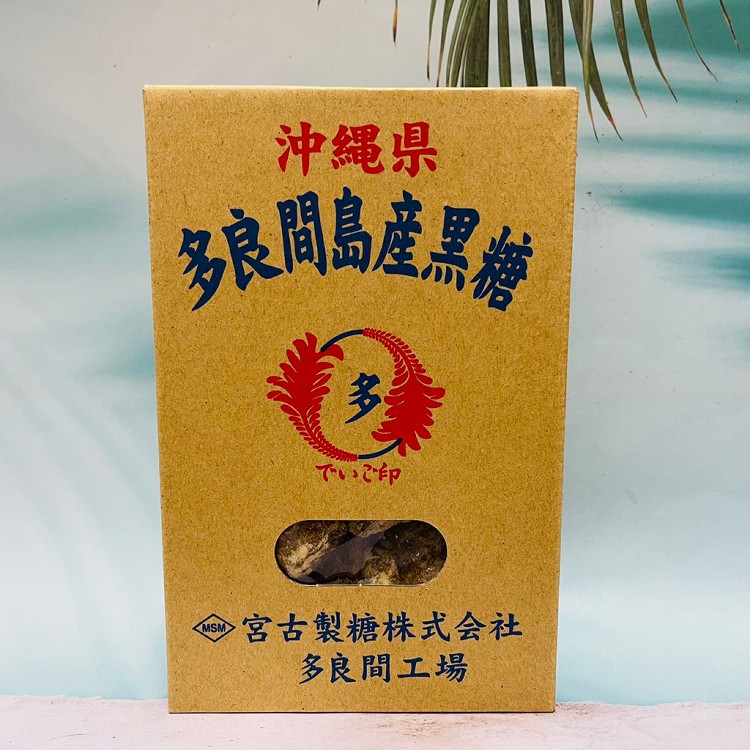 沖縄県
多良間島産黒糖
多
でいご印
MSM 宮古製糖株式会社
多良間工場